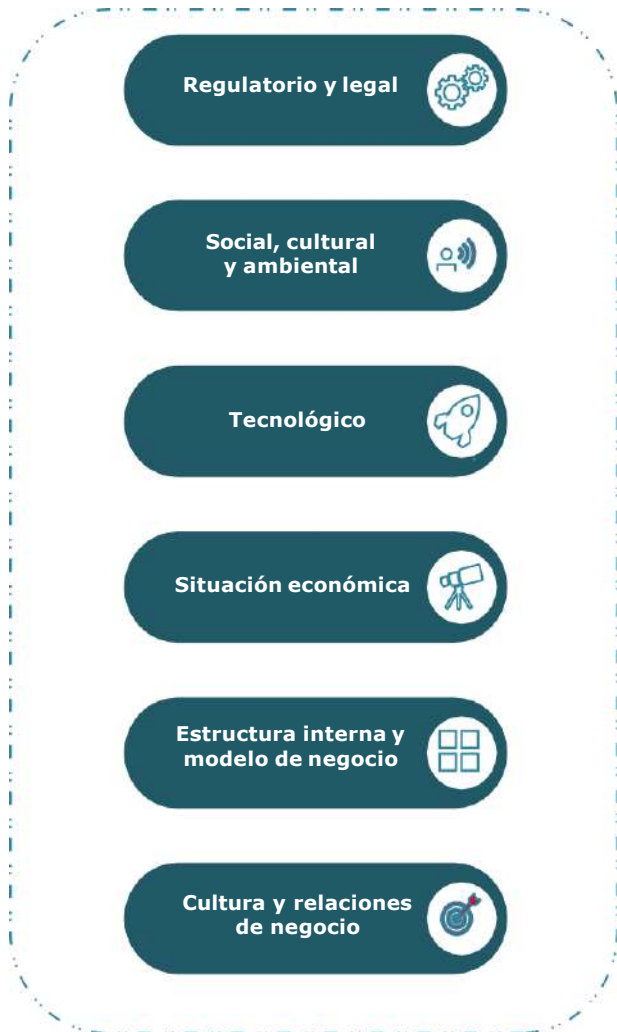 Regulatorio y legal
Social, cultural
y ambiental
Tecnológico
Situación económica
Estructura interna y
modelo de negocio
Cultura y relaciones
de negocio